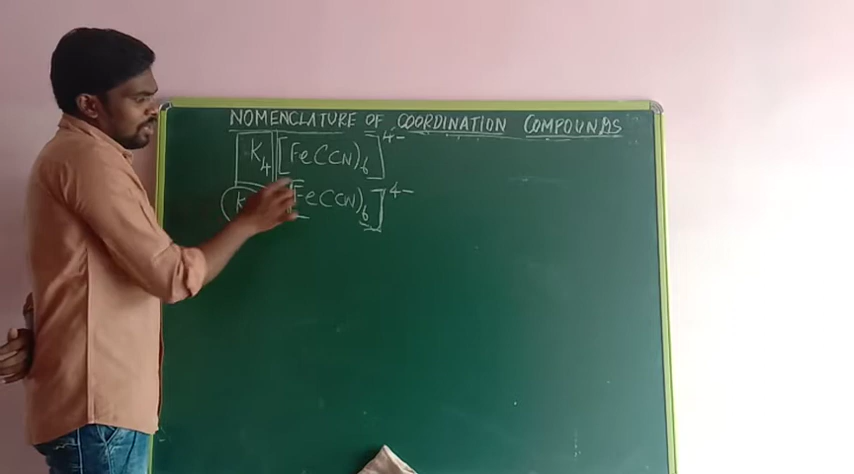 NOMENCLATURE OF COORDINATION COMPOUNDS
K4 [Fe(CN)6]4-
K [Fe(CN)6]4-